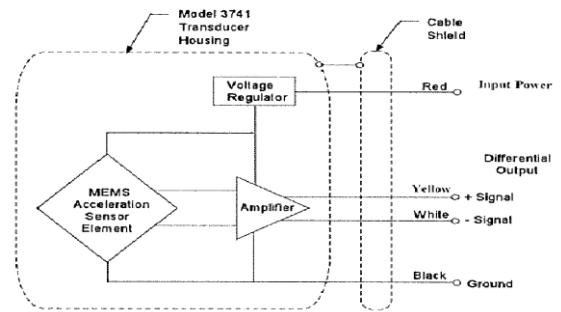 Model 3741
Transducer
Housing
Cable
Shield
Voltage
Regulator
Red
Input Power
Differential
Output
MEMS
Acceleration
Sensor
Element
Amplifier
Yellow
+ Signal
White
- Signal
Black
Ground